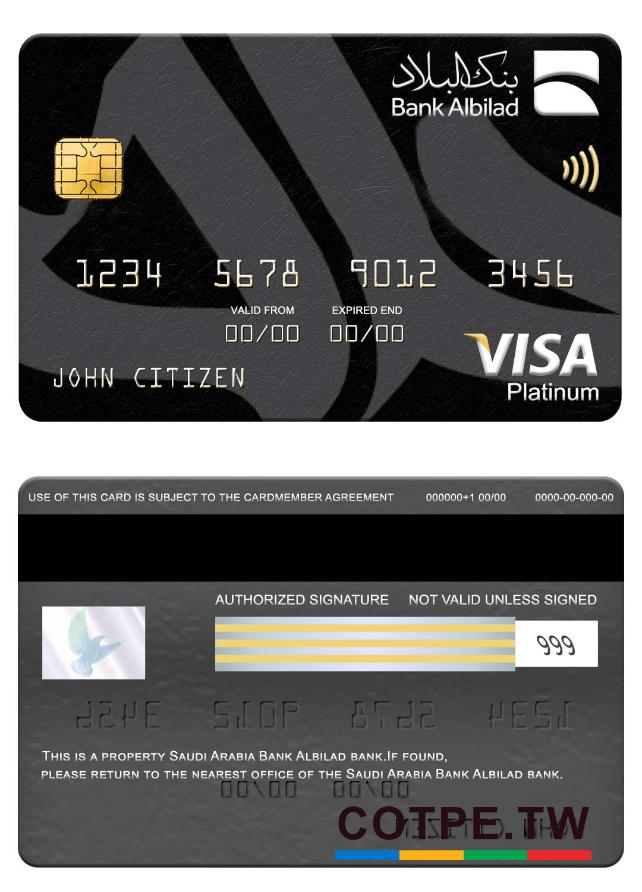 بنك البلاد
Bank Albilad
1234 5678 9012 3456
VALID FROM EXPIRED END
00/00 00/00
JOHN CITIZEN
VISA
Platinum
USE OF THIS CARD IS SUBJECT TO THE CARDMEMBER AGREEMENT 000000+1 00/00 0000-00-000-00
AUTHORIZED SIGNATURE NOT VALID UNLESS SIGNED
999
THIS IS A PROPERTY SAUDI ARABIA BANK ALBILAD BANK.IF FOUND,
PLEASE RETURN TO THE NEAREST OFFICE OF THE SAUDI ARABIA BANK ALBILAD BANK.
COTPE.TW